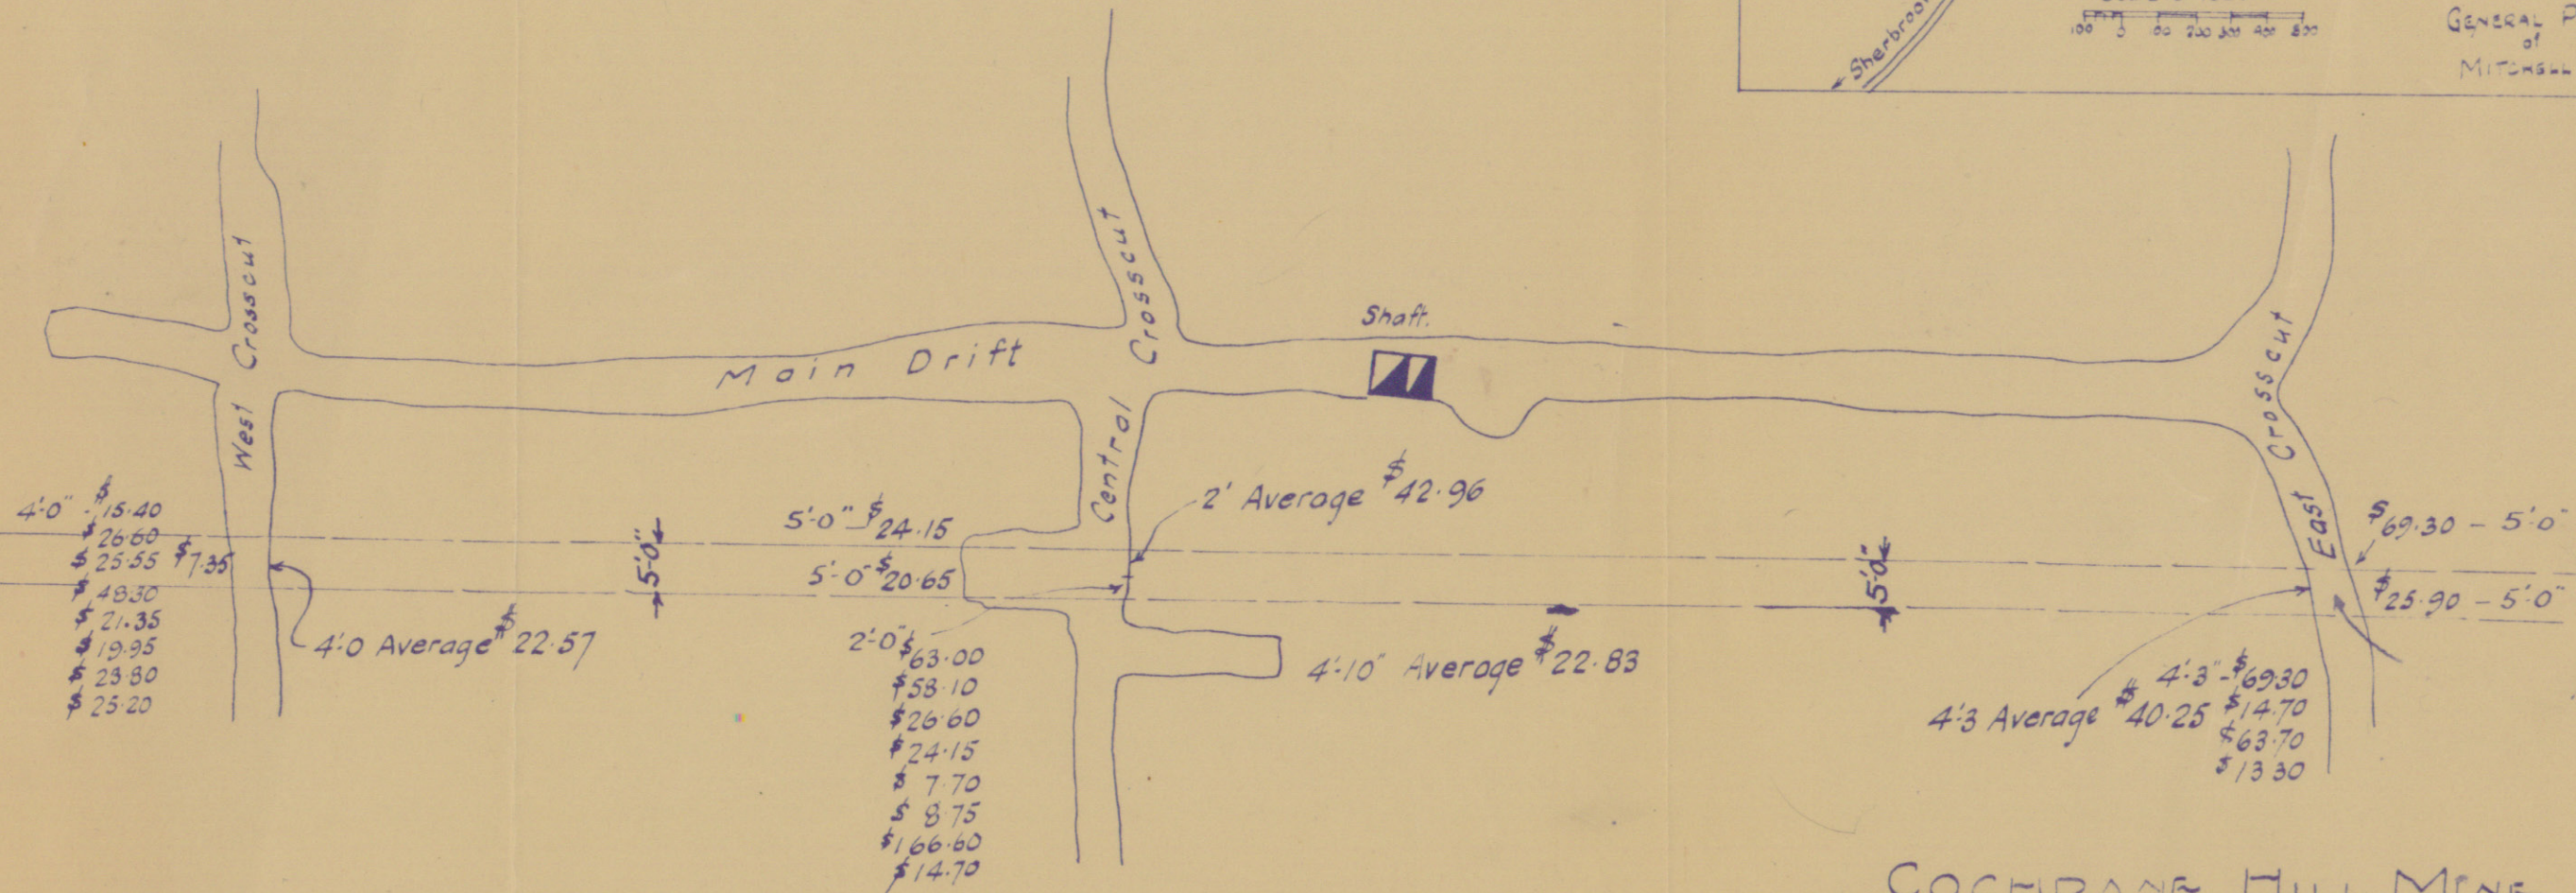 Sherbrook
100 0 100 200 300 400 500
GENERAL
of
MITCHELL
West Crosscut
Main Drift
Central Crosscut
Shaft.
East Crosscut
4'-0" - $15.40
$26.60
$25.55 $7.35
$48.30
$21.35
$19.95
$23.80
$25.20
4'-0 Average $22.57
5'-0"
5'-0" - $24.15
5'-0" $20.65
2' Average $42.96
2'-0" $63.00
$58.10
$26.60
$24.15
$7.70
$8.75
$166.60
$14.70
4'-10" Average $22.83
5'-0"
$69.30 - 5'-0"
$25.90 - 5'-0"
4'-3" - $69.30
4'-3 Average $40.25 $14.70
$63.70
$13.30
COCHRANE HILL MINE